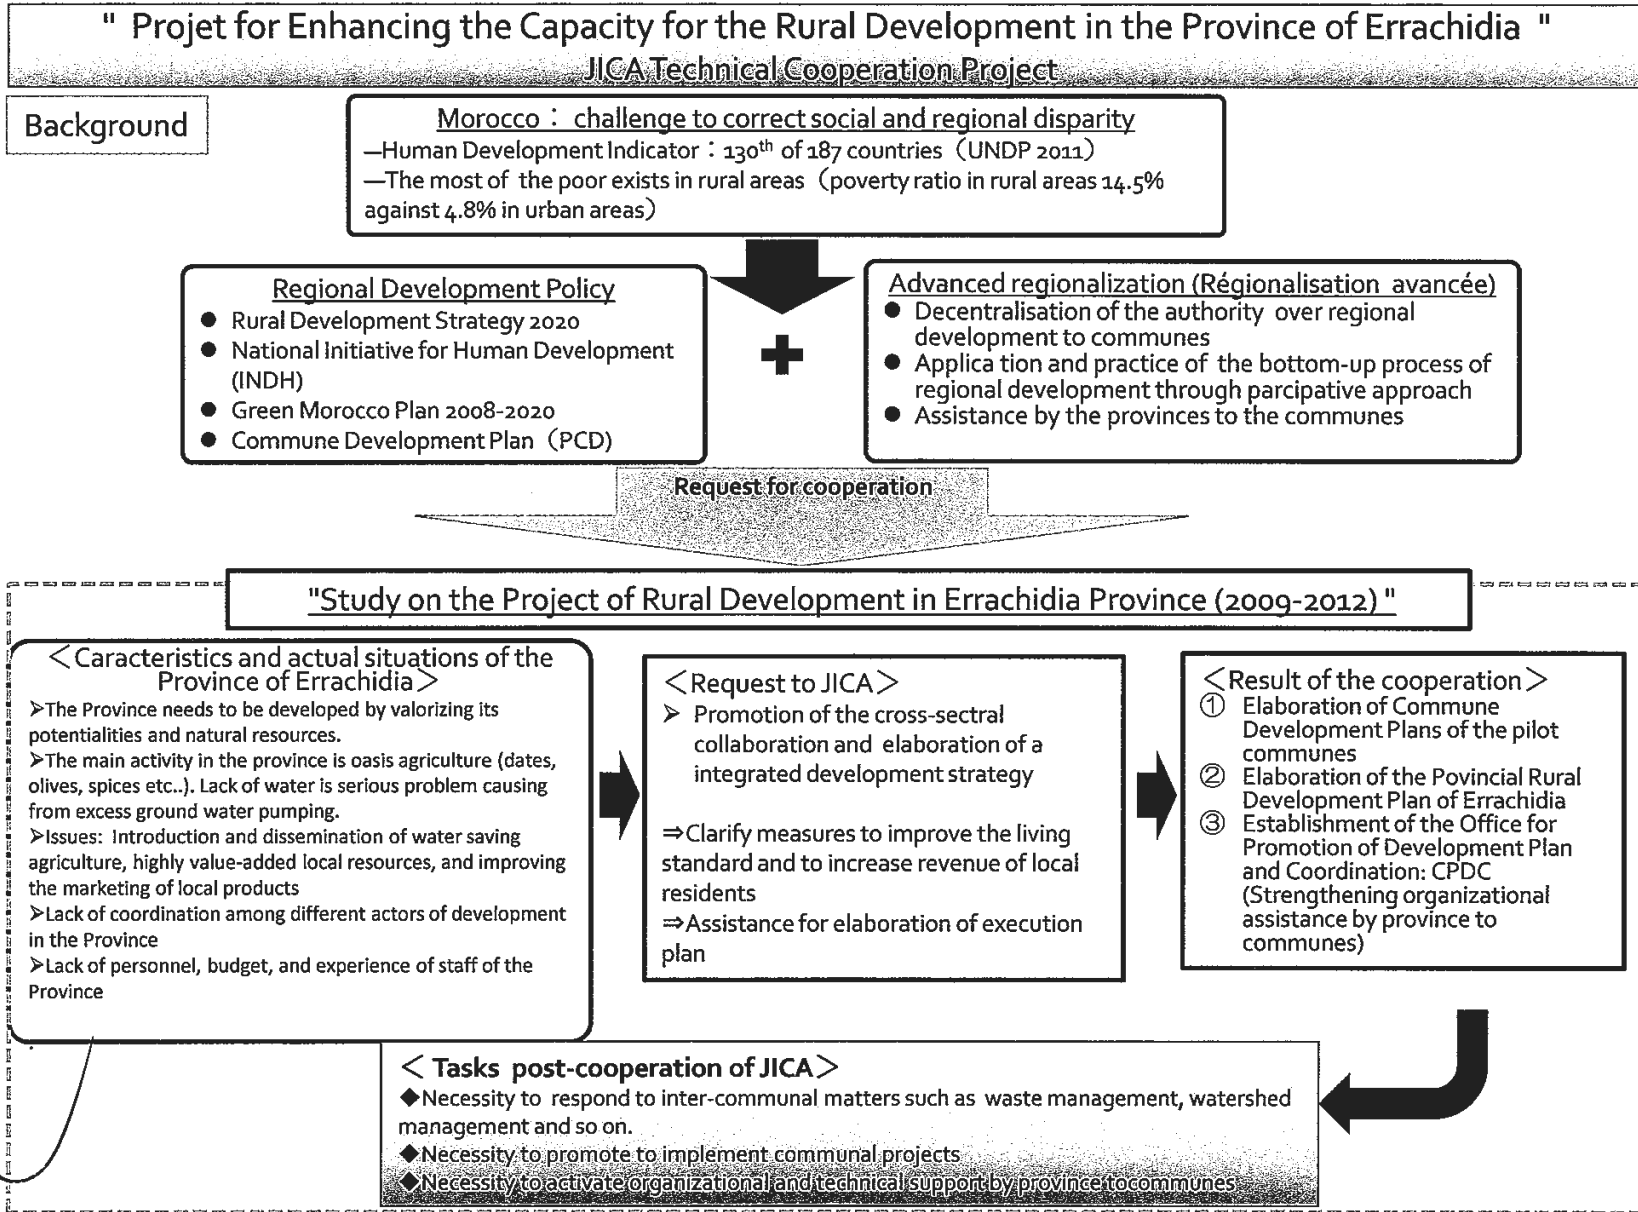 " Projet for Enhancing the Capacity for the Rural Development in the Province of Errachidia "
JICA Technical Cooperation Project
Background
Morocco： challenge to correct social and regional disparity
—Human Development Indicator：130th of 187 countries（UNDP 2011）
—The most of the poor exists in rural areas（poverty ratio in rural areas 14.5%
against 4.8% in urban areas）
Regional Development Policy
● Rural Development Strategy 2020
● National Initiative for Human Development
(INDH)
● Green Morocco Plan 2008-2020
● Commune Development Plan（PCD)
+
Advanced regionalization (Régionalisation avancée)
● Decentralisation of the authority over regional
development to communes
● Applica tion and practice of the bottom-up process of
regional development through parcipative approach
● Assistance by the provinces to the communes
Request for cooperation
"Study on the Project of Rural Development in Errachidia Province (2009-2012) "
＜Caracteristics and actual situations of the
Province of Errachidia＞
➢The Province needs to be developed by valorizing its
potentialities and natural resources.
➢The main activity in the province is oasis agriculture (dates,
olives, spices etc..). Lack of water is serious problem causing
from excess ground water pumping.
➢Issues: Introduction and dissemination of water saving
agriculture, highly value-added local resources, and improving
the marketing of local products
➢Lack of coordination among different actors of development
in the Province
➢Lack of personnel, budget, and experience of staff of the
Province
＜Request to JICA＞
➢ Promotion of the cross-sectral
collaboration and elaboration of a
integrated development strategy
⇒Clarify measures to improve the living
standard and to increase revenue of local
residents
⇒Assistance for elaboration of execution
plan
＜Result of the cooperation＞
① Elaboration of Commune
Development Plans of the pilot
communes
② Elaboration of the Povincial Rural
Development Plan of Errachidia
③ Establishment of the Office for
Promotion of Development Plan
and Coordination: CPDC
(Strengthening organizational
assistance by province to
communes)
＜ Tasks post-cooperation of JICA＞
◆Necessity to respond to inter-communal matters such as waste management, watershed
management and so on.
◆Necessity to promote to implement communal projects
◆Necessity to activate organizational and technical support by province tocommunes